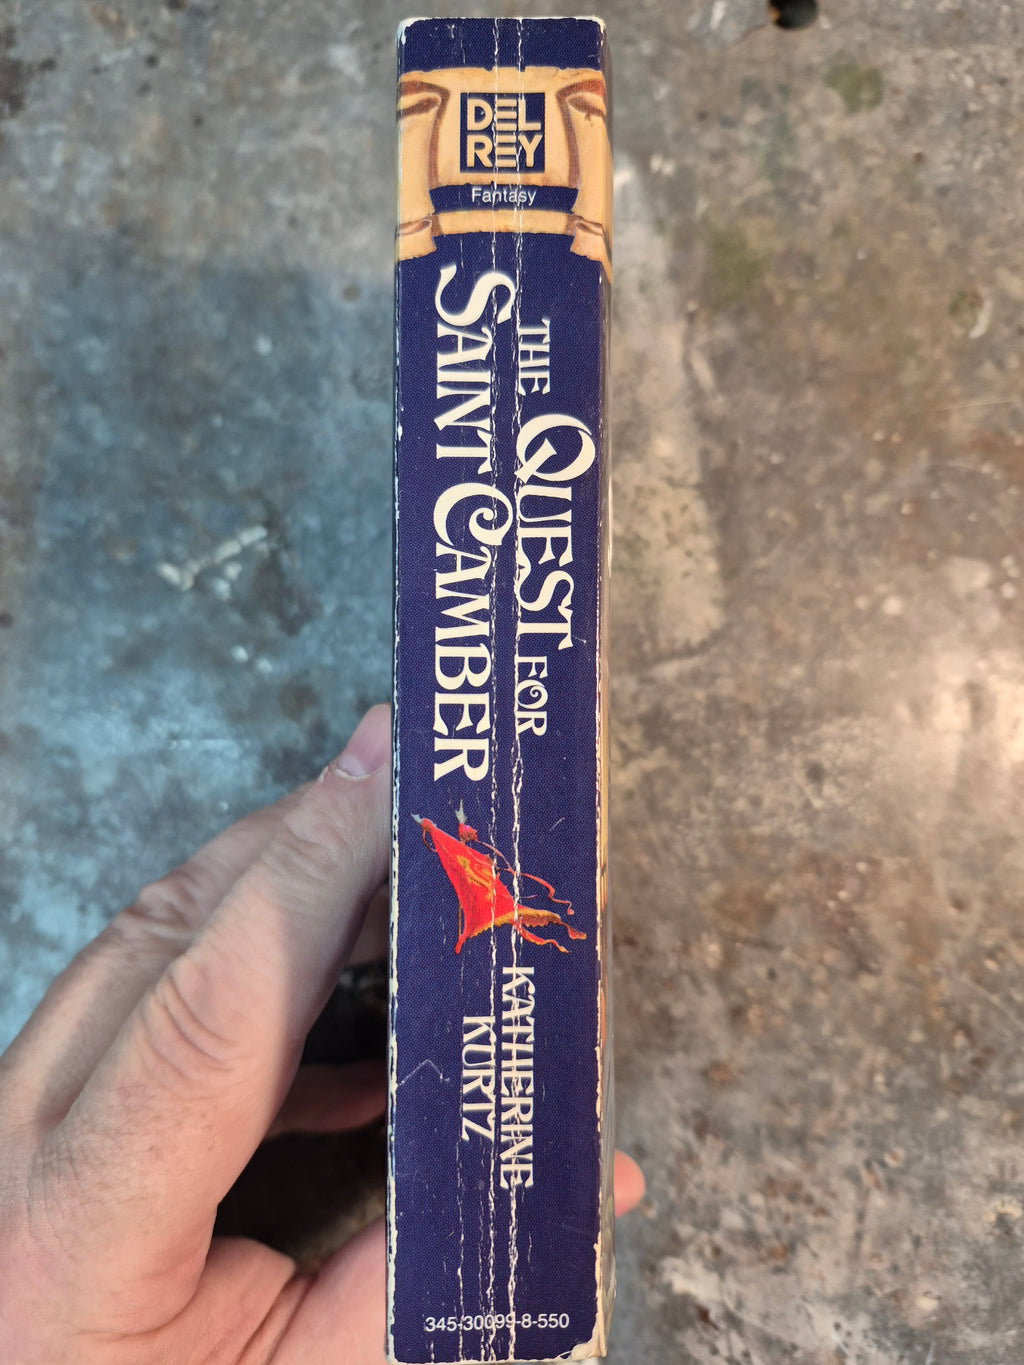 DEL
REY
Fantasy
THE QUEST FOR
SAINT CAMBER
KATHERINE
KURTZ
345-30099-8-550